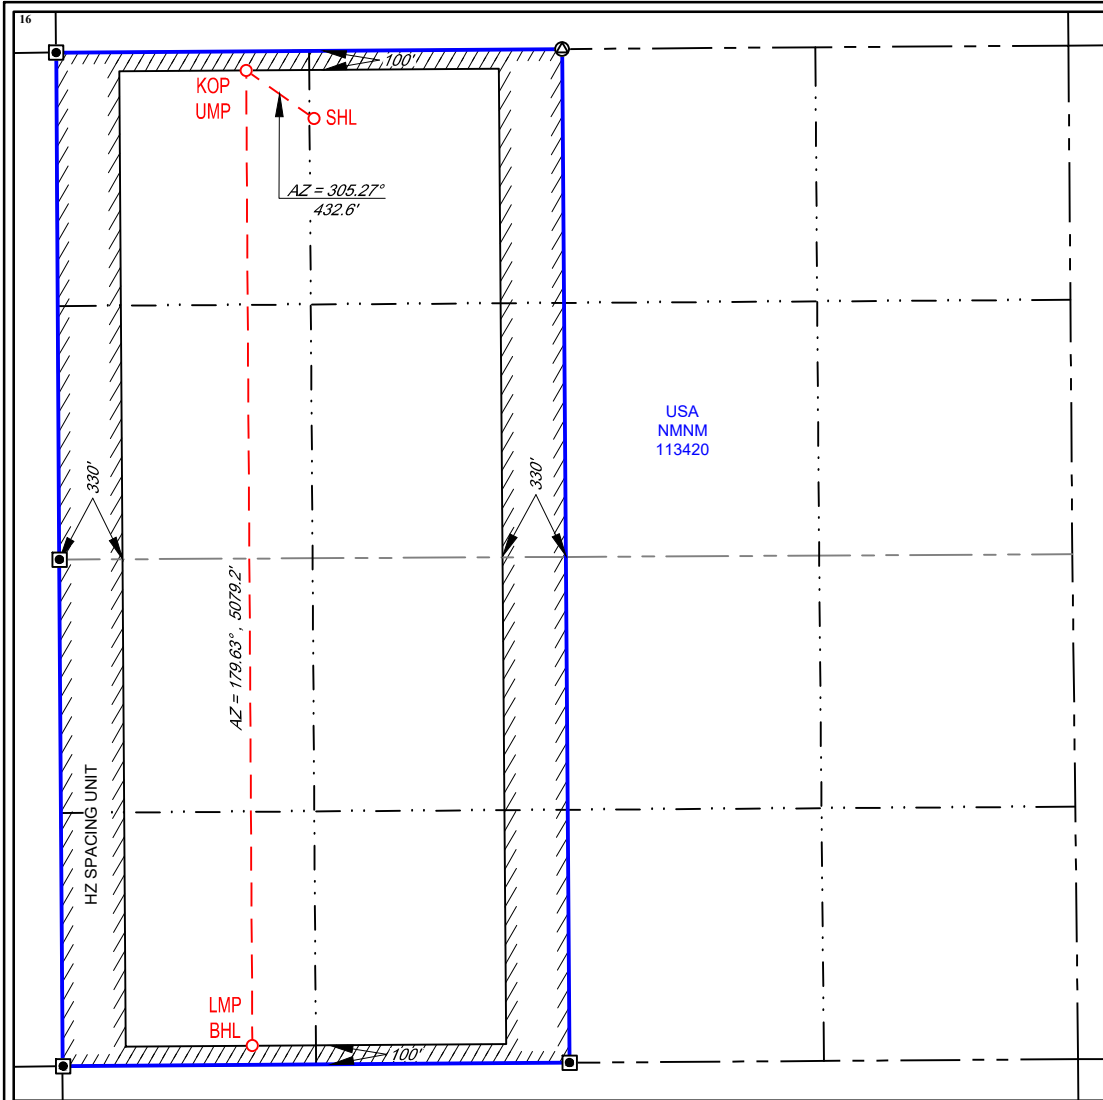 16
100'
KOP
UMP
SHL
AZ = 305.27°
432.6'
USA
NMNM
113420
330'
330'
AZ = 179.63° , 5079.2'
HZ SPACING UNIT
LMP
BHL
100'